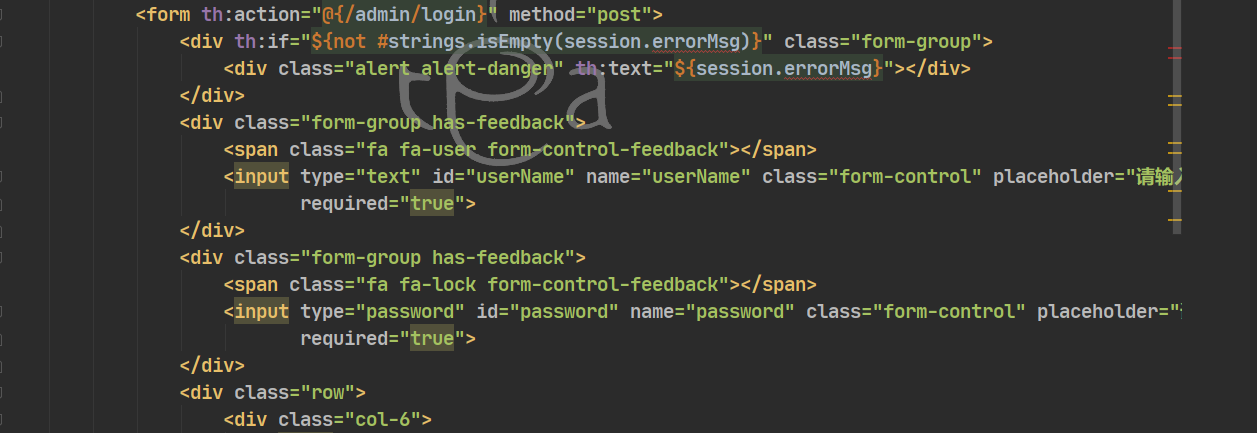 <form th:action="@{/admin/login}" method="post">
<div th:if="${not #strings.isEmpty(session.errorMsg)}" class="form-group">
<div class="alert alert-danger" th:text="${session.errorMsg}"></div>
</div>
<div class="form-group has-feedback">
<span class="fa fa-user form-control-feedback"></span>
<input type="text" id="userName" name="userName" class="form-control" placeholder="请输入
required="true">
</div>
<div class="form-group has-feedback">
<span class="fa fa-lock form-control-feedback"></span>
<input type="password" id="password" name="password" class="form-control" placeholder="
required="true">
</div>
<div class="row">
<div class="col-6">